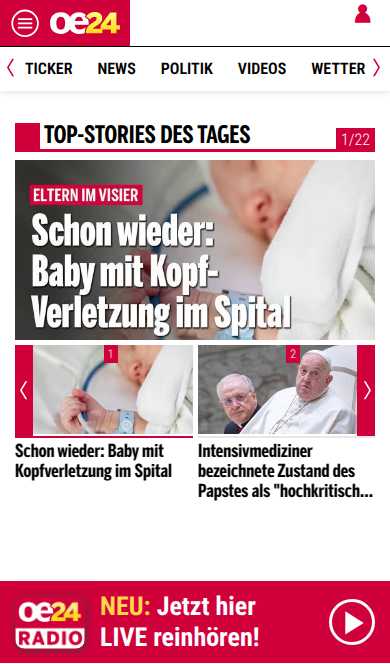 oe24
TICKER NEWS POLITIK VIDEOS WETTER
TOP-STORIES DES TAGES
1/22
ELTERN IM VISIER
Schon wieder:
Baby mit Kopf-
Verletzung im Spital
1
2
Schon wieder: Baby mit
Kopfverletzung im Spital
Intensivmediziner
bezeichnete Zustand des
Papstes als "hochkritisch...
oe24
RADIO
NEU: Jetzt hier
LIVE reinhören!